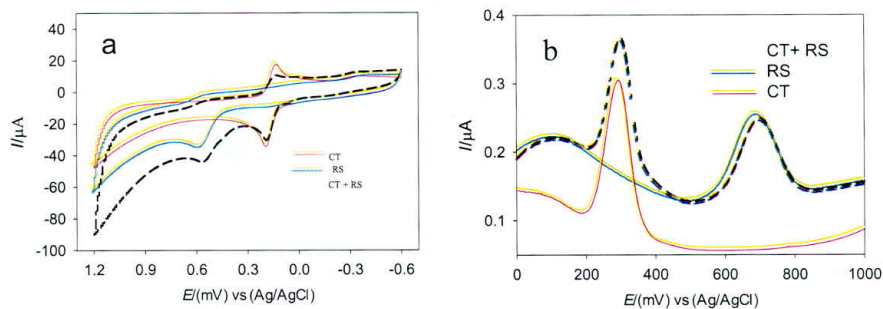 a
I/µA
40
20
0
-20
-40
-60
-80
-100
1.2 0.9 0.6 0.3 0.0 -0.3 -0.6
E/(mV) vs (Ag/AgCl)
CT
RS
CT + RS
b
I/µA
0.4
0.3
0.2
0.1
0 200 400 600 800 1000
E/(mV) vs (Ag/AgCl)
CT+ RS
RS
CT